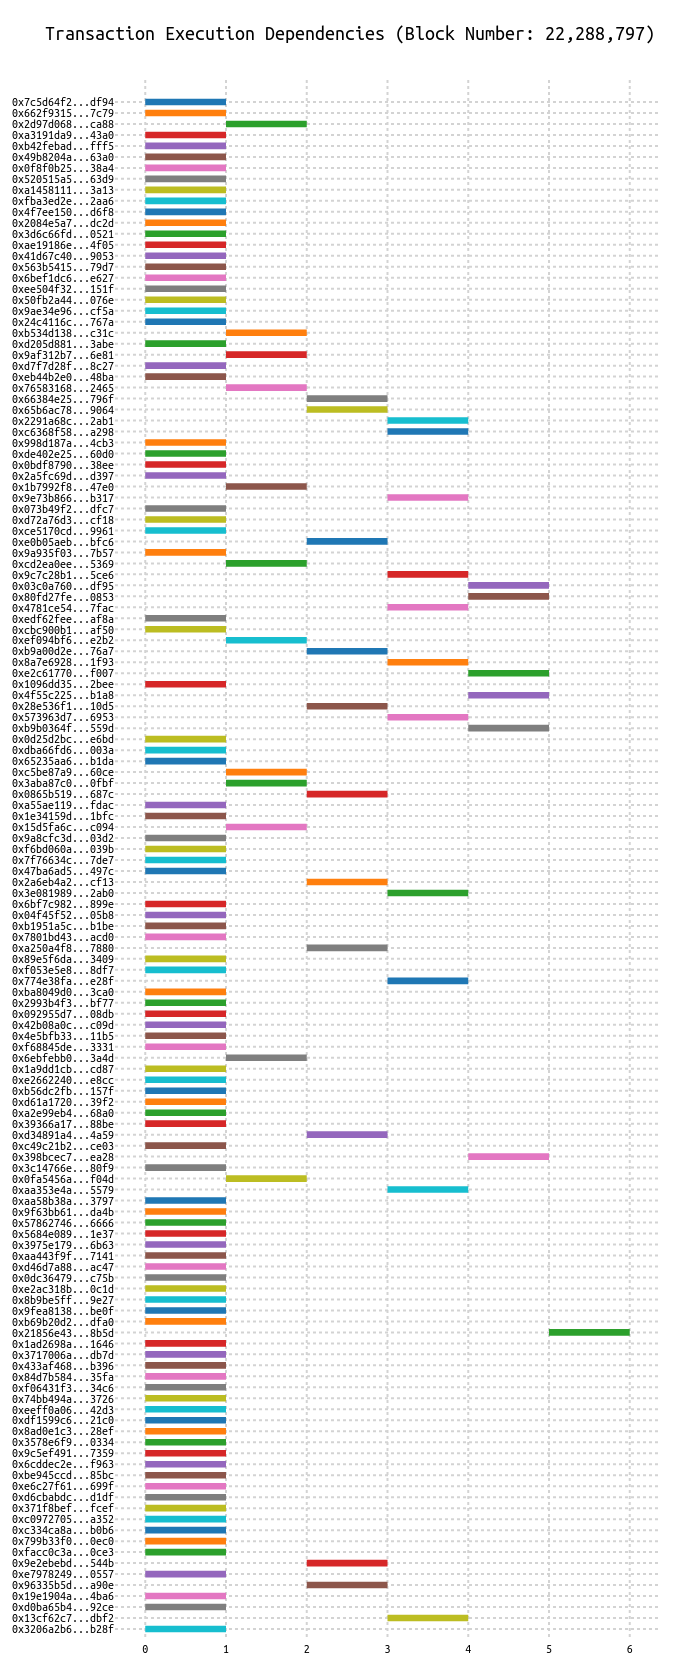 Transaction Execution Dependencies (Block Number: 22,288,797)
0x7c5d64f2...df94
0x662f9315...7c79
0x2d97d068...ca88
0xa3191da9...43a0
0xb42febad...fff5
0x49b8204a...63a0
0x0f8f0b25...38a4
0x520515a5...63d9
0xa1458111...3a13
0xfba3ed2e...2aa6
0x4f7ee150...d6f8
0x2084e5a7...dc2d
0x3d6c66fd...0521
0xae19186e...4f05
0x41d67c40...9053
0x563b5415...79d7
0x6bef1dc6...e627
0xee504f32...151f
0x50fb2a44...076e
0x9ae34e96...cf5a
0x24c4116c...767a
0xb534d138...c31c
0xd205d881...3abe
0x9af312b7...6e81
0xd7f7d28f...8c27
0xeb44b2e0...48ba
0x76583168...2465
0x66384e25...796f
0x65b6ac78...9064
0x2291a68c...2ab1
0xc6368f58...a298
0x998d187a...4cb3
0xde402e25...60d0
0x0bdf8790...38ee
0x2a5fc69d...d397
0x1b7992f8...47e0
0x9e73b866...b317
0x073b49f2...dfc7
0xd72a76d3...cf18
0xce5170cd...9961
0xe0b05aeb...bfc6
0x9a935f03...7b57
0xcd2ea0ee...5369
0x9c7c28b1...5ce6
0x03c0a760...df95
0x80fd27fe...0853
0x4781ce54...7fac
0xedf62fee...af8a
0xcbc900b1...af50
0xef094bf6...e2b2
0xb9a00d2e...76a7
0x8a7e6928...1f93
0xe2c61770...f007
0x1096dd35...2bee
0x4f55c225...b1a8
0x28e536f1...10d5
0x573963d7...6953
0xb9b0364f...559d
0x0d25d2bc...e6bd
0xdba66fd6...003a
0x65235aa6...b1da
0xc5be87a9...60ce
0x3aba87c0...0fbf
0x0865b519...687c
0xa55ae119...fdac
0x1e34159d...1bfc
0x15d5fa6c...c094
0x9a8cfc3d...03d2
0xf6bd060a...039b
0x7f76634c...7de7
0x47ba6ad5...497c
0x2a6eb4a2...cf13
0x3e081989...2ab0
0x6bf7c982...899e
0x04f45f52...05b8
0xb1951a5c...b1be
0x7801bd43...acd0
0xa250a4f8...7880
0x89e5f6da...3409
0xf053e5e8...8df7
0x774e38fa...e28f
0xba8049d0...3ca0
0x2993b4f3...bf77
0x092955d7...08db
0x42b08a0c...c09d
0x4e5bfb33...11b5
0xf68845de...3331
0x6ebfebb0...3a4d
0x1a9dd1cb...cd87
0xe2662240...e8cc
0xb56dc2fb...157f
0xd61a1720...39f2
0xa2e99eb4...68a0
0x39366a17...88be
0xd34891a4...4a59
0xc49c21b2...ce03
0x398bcec7...ea28
0x3c14766e...80f9
0x0fa5456a...f04d
0xaa353e4a...5579
0xaa58b38a...3797
0x9f63bb61...da4b
0x57862746...6666
0x5684e089...1e37
0x3975e179...6b63
0xaa443f9f...7141
0xd46d7a88...ac47
0x0dc36479...c75b
0xe2ac318b...0c1d
0x8b9be5ff...9e27
0x9fea8138...be0f
0xb69b20d2...dfa0
0x21856e43...8b5d
0x1ad2698a...1646
0x3717006a...db7d
0x433af468...b396
0x84d7b584...35fa
0xf06431f3...34c6
0x74bb494a...3726
0xeeff0a06...42d3
0xdf1599c6...21c0
0x8ad0e1c3...28ef
0x3578e6f9...0334
0x9c5ef491...7359
0x6cddec2e...f963
0xbe945ccd...85bc
0xe6c27f61...699f
0xd6cbabdc...d1df
0x371f8bef...fcef
0xc0972705...a352
0xc334ca8a...b0b6
0x799b33f0...0ec0
0xfacc0c3a...0ce3
0x9e2ebebd...544b
0xe7978249...0557
0x96335b5d...a90e
0x19e1904a...4ba6
0xd0ba65b4...92ce
0x13cf62c7...dbf2
0x3206a2b6...b28f
0 1 2 3 4 5 6